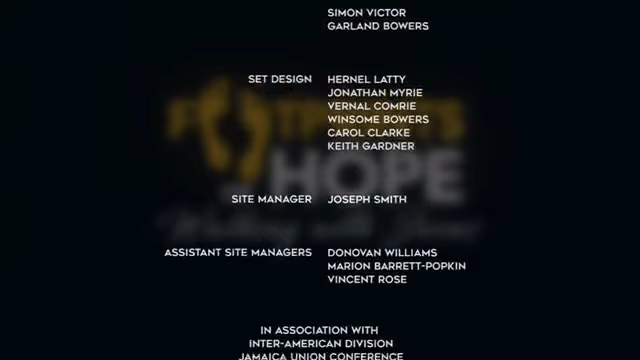 SIMON VICTOR
GARLAND BOWERS
SET DESIGN HERNEL LATTY
JONATHAN MYRIE
VERNAL COMRIE
WINSOME BOWERS
CAROL CLARKE
KEITH GARDNER
HOPE
SITE MANAGER JOSEPH SMITH
ASSISTANT SITE MANAGERS DONOVAN WILLIAMS
MARION BARRETT-POPKIN
VINCENT ROSE
IN ASSOCIATION WITH
INTER-AMERICAN DIVISION
JAMAICA UNION CONFERENCE